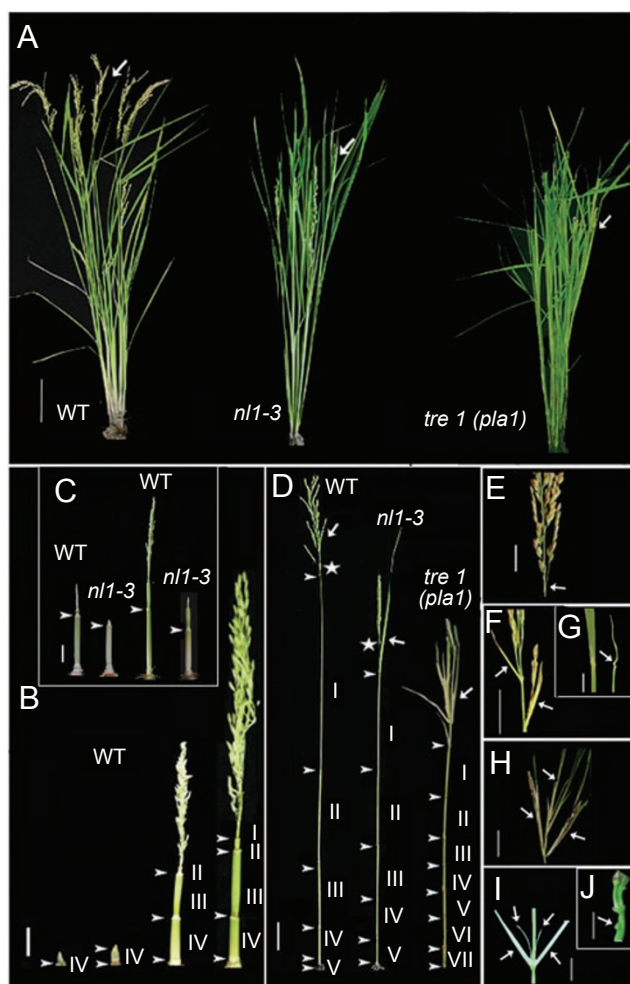 A
WT
nl1-3
tre 1 (pla1)
C
WT
WT
nl1-3
nl1-3
B
WT
IV
IV
II
III
IV
I
II
III
IV
D
WT
nl1-3
tre 1
(pla1)
I
II
III
IV
V
I
II
III
IV
V
I
II
III
IV
V
VI
VII
E
F
G
H
I
J